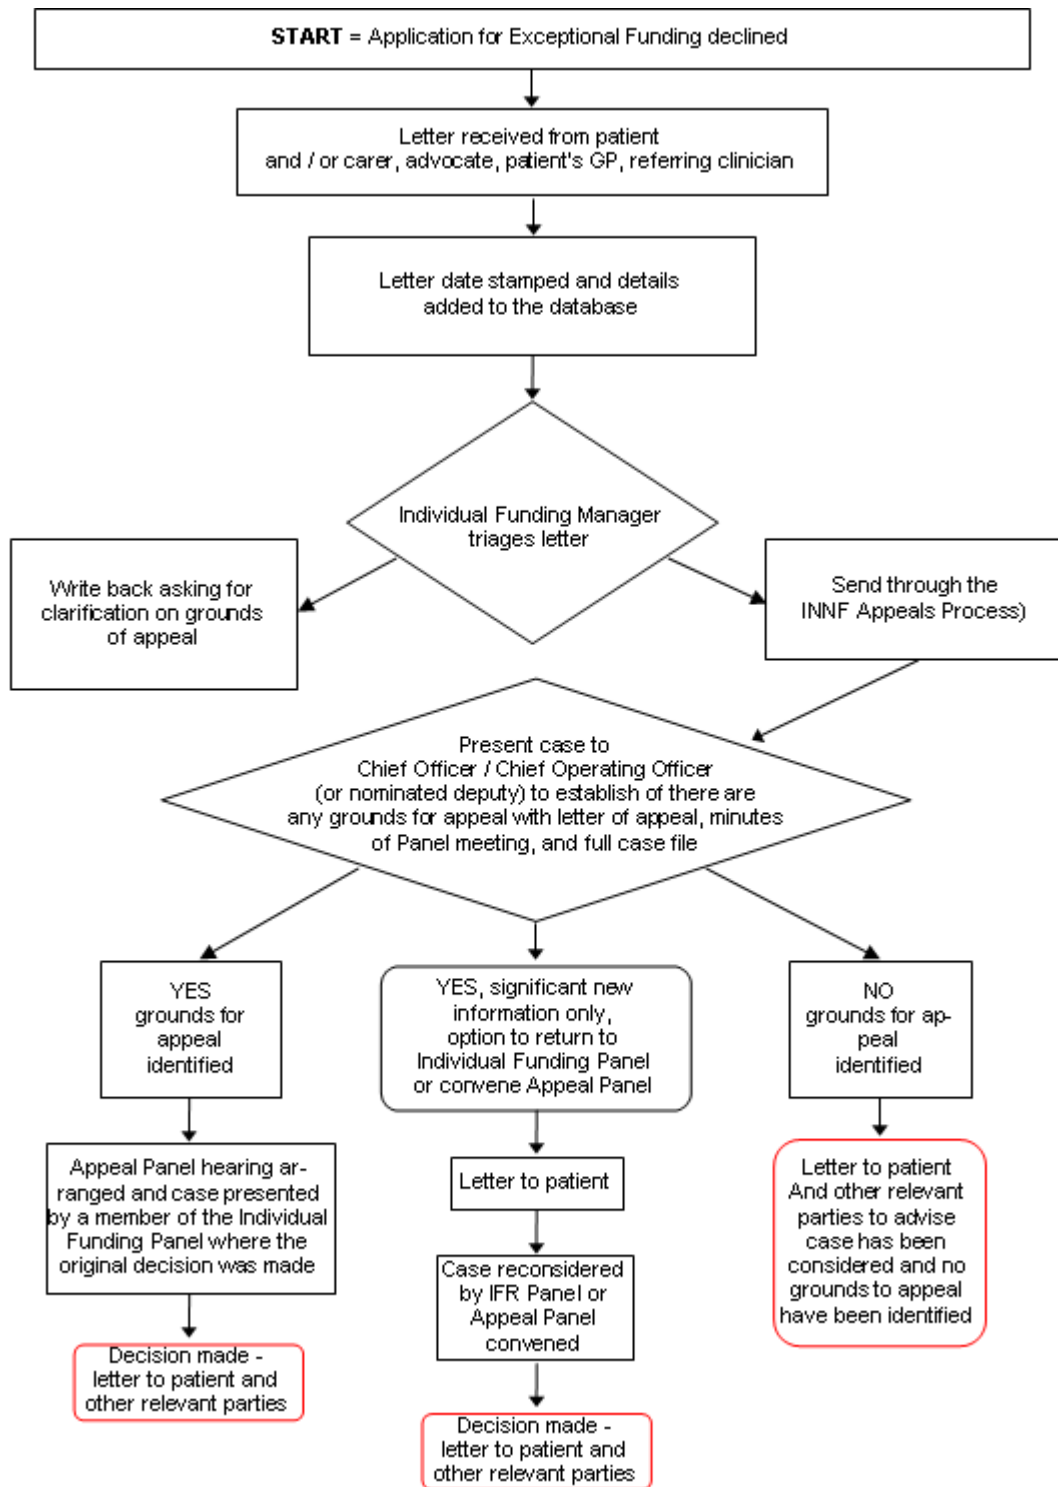 START = Application for Exceptional Funding declined
Letter received from patient
and / or carer, advocate, patient's GP, referring clinician
Letter date stamped and details
added to the database
Individual Funding Manager
triages letter
Write back asking for
clarification on grounds
of appeal
Send through the
INNF Appeals Process)
Present case to
Chief Officer / Chief Operating Officer
(or nominated deputy) to establish of there are
any grounds for appeal with letter of appeal, minutes
of Panel meeting, and full case file
YES
grounds for
appeal
identified
YES, significant new
information only,
option to return to
Individual Funding Panel
or convene Appeal Panel
NO
grounds for ap-
peal
identified
Appeal Panel hearing ar-
ranged and case presented
by a member of the Individual
Funding Panel where the
original decision was made
Letter to patient
Letter to patient
And other relevant
parties to advise
case has been
considered and no
grounds to appeal
have been identified
Case reconsidered
by IFR Panel or
Appeal Panel
convened
Decision made -
letter to patient and
other relevant parties
Decision made -
letter to patient and
other relevant parties